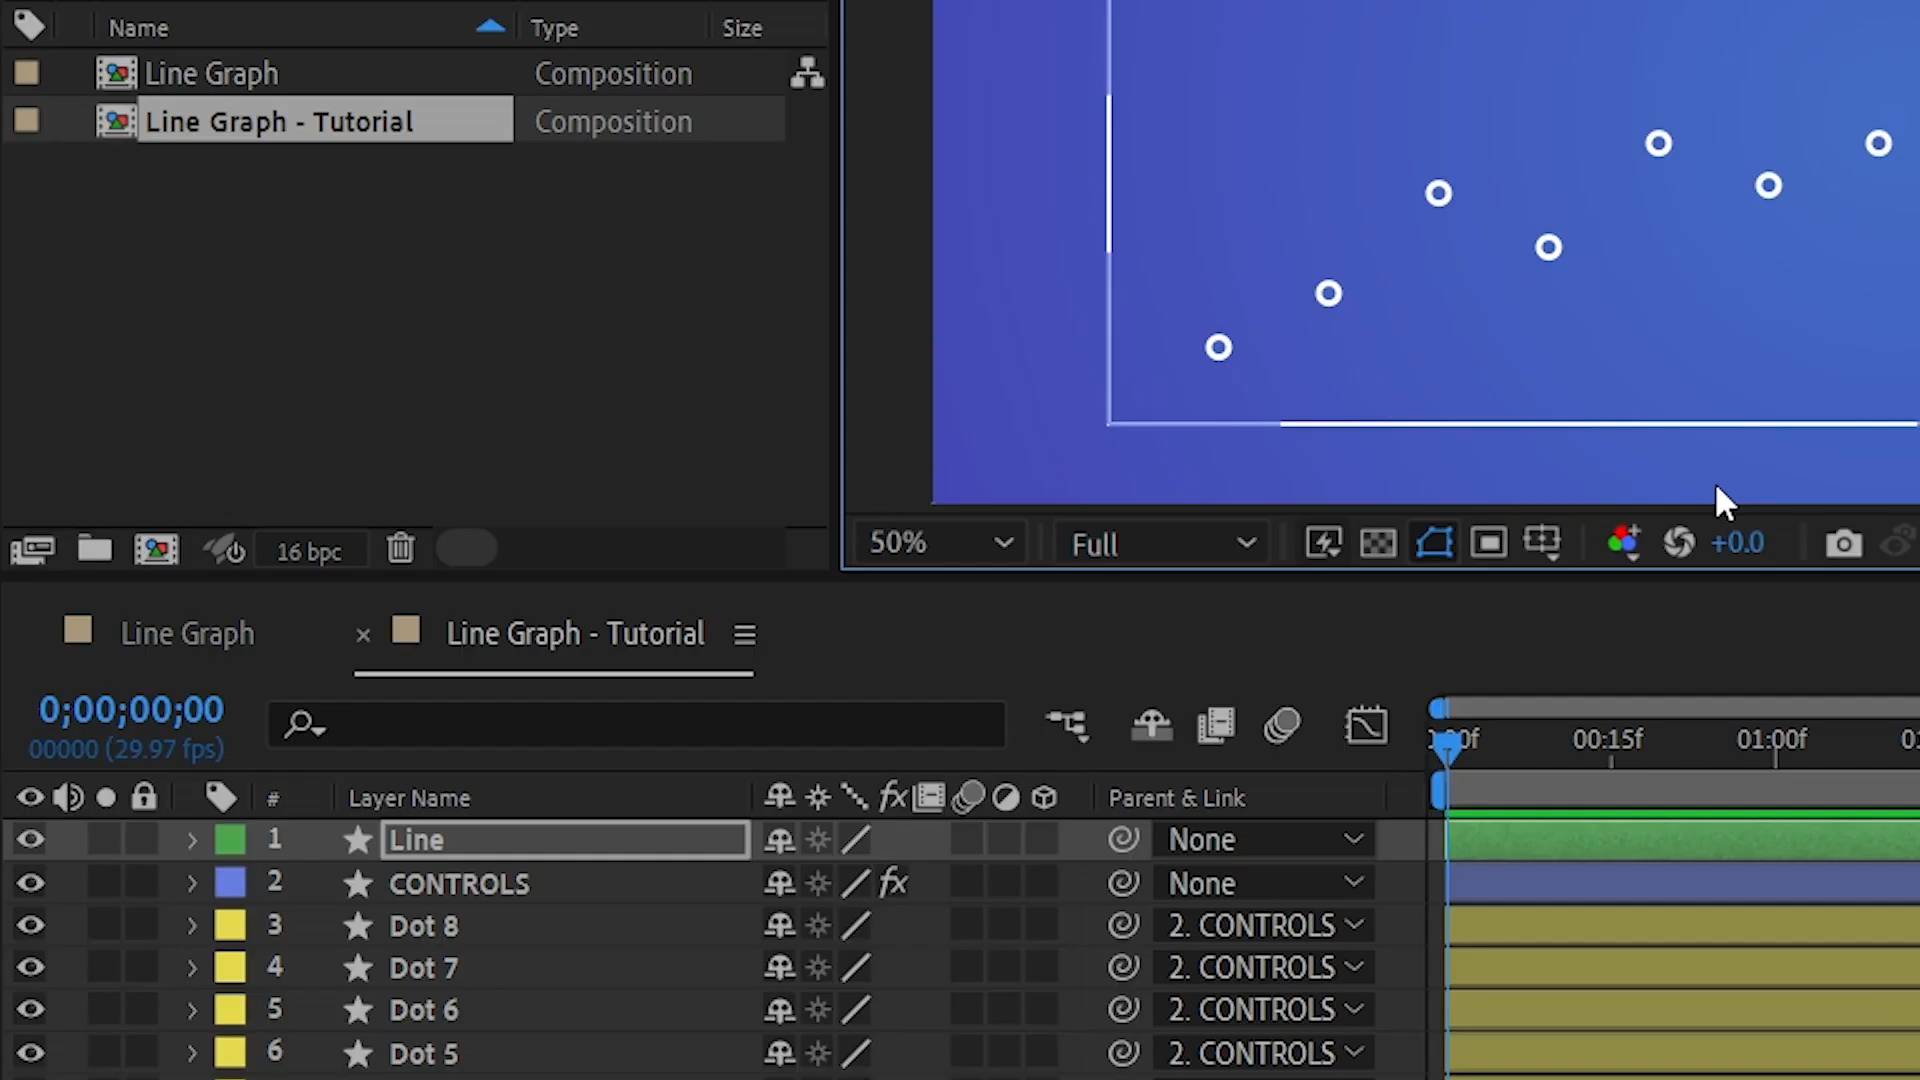 Name Type Size
Line Graph Composition
Line Graph - Tutorial Composition
16 bpc
50% Full +0.0
Line Graph × Line Graph - Tutorial
0;00;00;00
00000 (29.97 fps)
00:15f 01:00f
# Layer Name fx Parent & Link
1 Line None
2 CONTROLS fx None
3 Dot 8 2. CONTROLS
4 Dot 7 2. CONTROLS
5 Dot 6 2. CONTROLS
6 Dot 5 2. CONTROLS